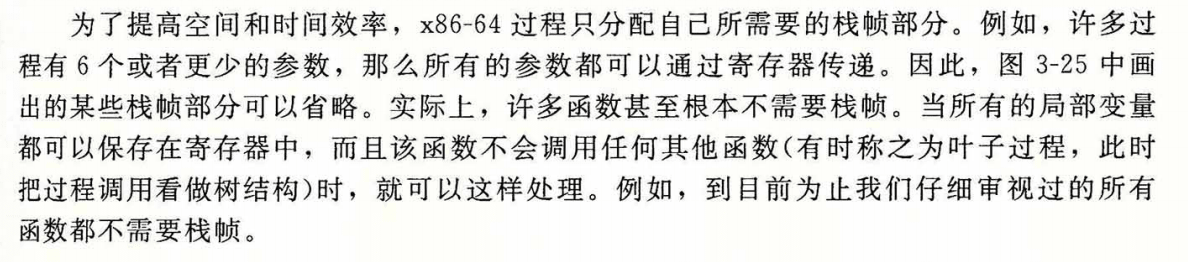 为了提高空间和时间效率，x86-64 过程只分配自己所需要的栈帧部分。例如，许多过
程有 6 个或者更少的参数，那么所有的参数都可以通过寄存器传递。因此，图 3-25 中画
出的某些栈帧部分可以省略。实际上，许多函数甚至根本不需要栈帧。当所有的局部变量
都可以保存在寄存器中，而且该函数不会调用任何其他函数(有时称之为叶子过程，此时
把过程调用看做树结构)时，就可以这样处理。例如，到目前为止我们仔细审视过的所有
函数都不需要栈帧。